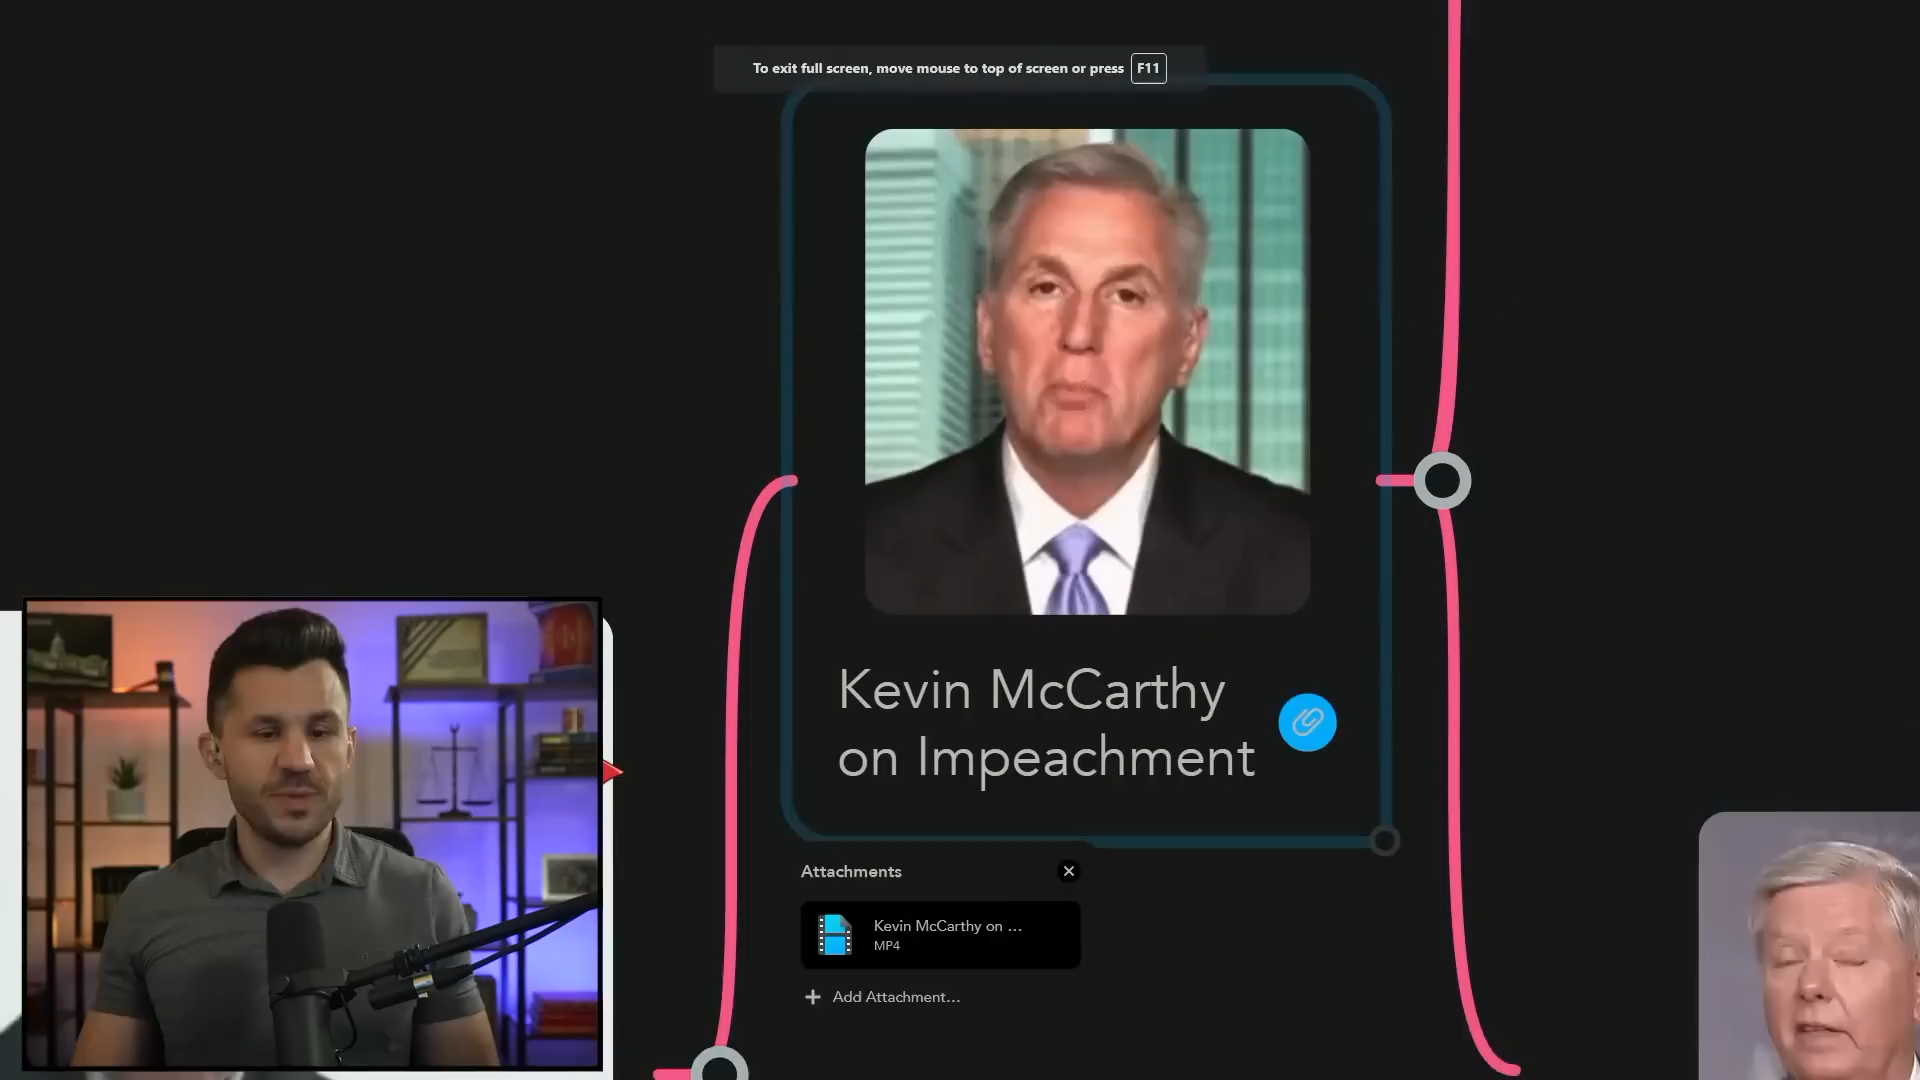 To exit full screen, move mouse to top of screen or press F11
Kevin McCarthy
on Impeachment
Attachments
Kevin McCarthy on ...
MP4
Add Attachment...